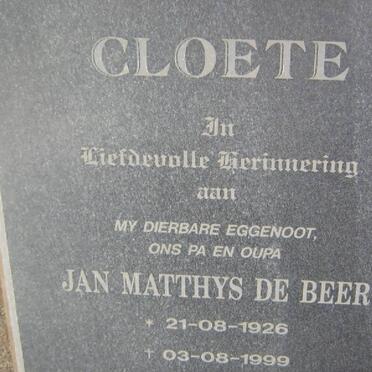 CLOETE
In
Liefdevolle Herinnering
aan
MY DIERBARE EGGENOOT,
ONS PA EN OUPA
JAN MATTHYS DE BEER
* 21-08-1926
† 03-08-1999